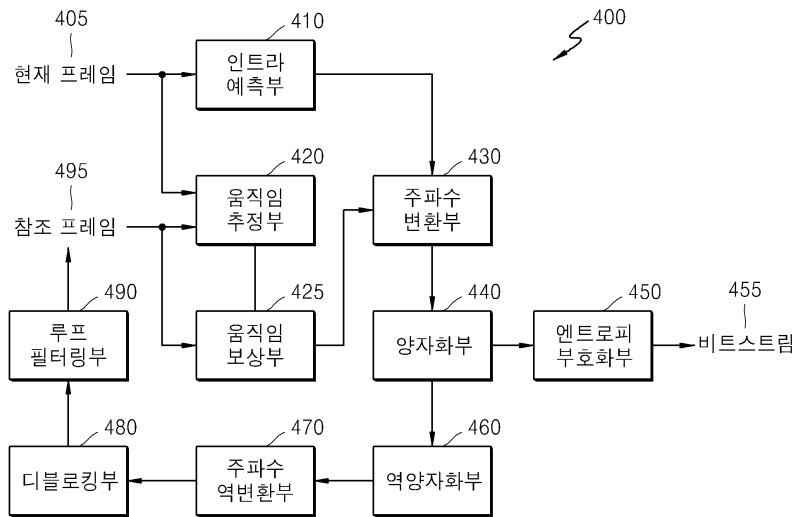 405
현재 프레임
410
인트라
예측부
400
495
참조 프레임
420
움직임
추정부
430
주파수
변환부
490
루프
필터링부
425
움직임
보상부
440
양자화부
450
엔트로피
부호화부
455
비트스트림
480
디블로킹부
470
주파수
역변환부
460
역양자화부